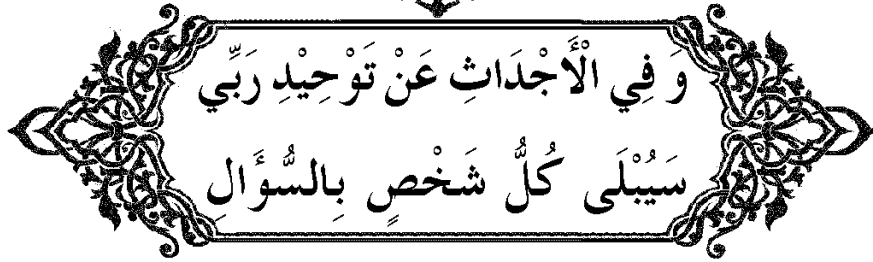 وَ فِي الْأَجْدَاثِ عَنْ تَوْحِيْدِ رَبِّي
سَيُبْلَى كُلُّ شَخْصٍ بِالسُّؤَالِ